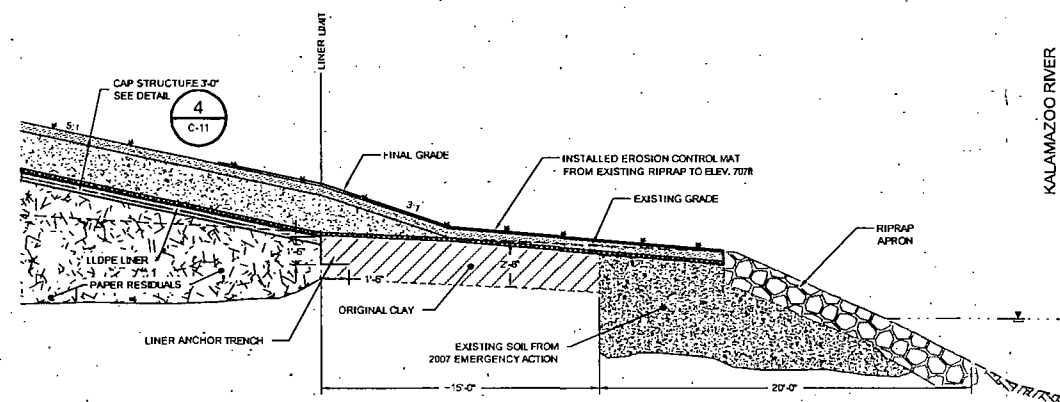 LINER LIMIT
KALAMAZOO RIVER
CAP STRUCTURE 3'-0"
SEE DETAIL
4
C-11
5:1
FINAL GRADE
INSTALLED EROSION CONTROL MAT
FROM EXISTING RIPRAP TO ELEV. 707ft
3:1
EXISTING GRADE
RIPRAP
APRON
LLDPE LINER
1'-6"
PAPER RESIDUALS
1'-6"
2'-6"
ORIGINAL CLAY
LINER ANCHOR TRENCH
EXISTING SOIL FROM
2007 EMERGENCY ACTION
~15'-0"
20'-0"